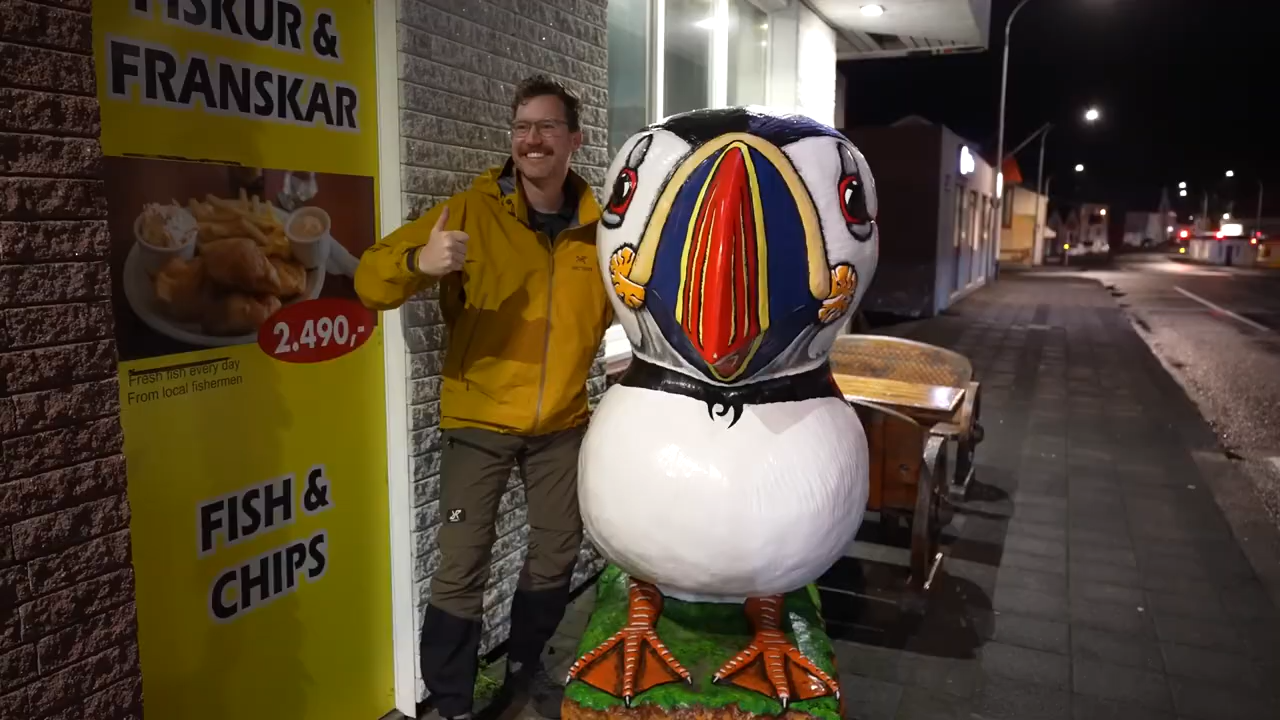 FISKUR &
FRANSKAR
2.490,-
Fresh fish every day
From local fishermen
FISH &
CHIPS